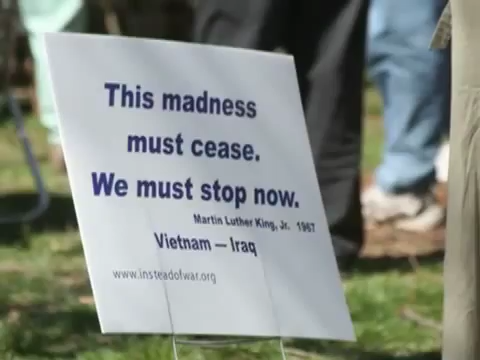 This madness
must cease.
We must stop now.
Martin Luther King, Jr. 1967
Vietnam – Iraq
www.insteadofwar.org